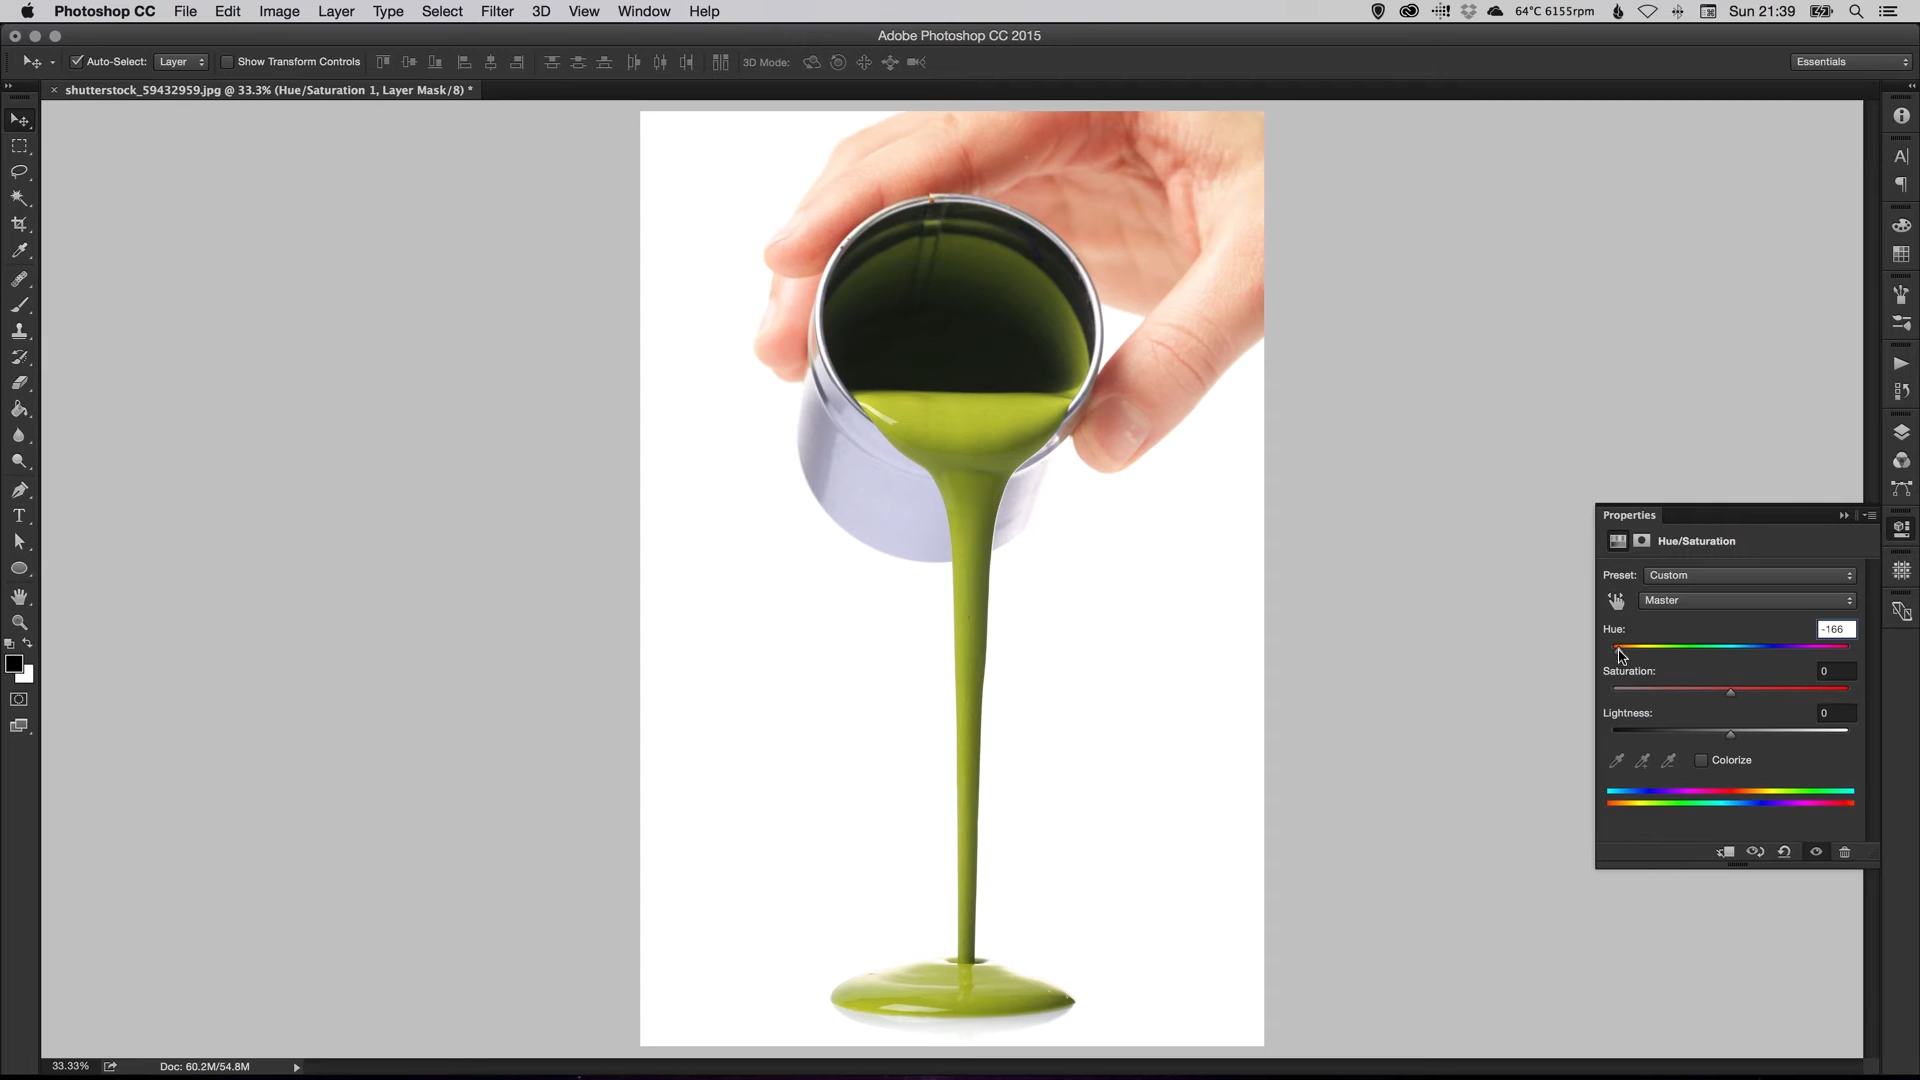 Photoshop CC File Edit Image Layer Type Select Filter 3D View Window Help 64°C 6155rpm Sun 21:39
Adobe Photoshop CC 2015
Auto-Select: Layer Show Transform Controls 3D Mode: Essentials
× shutterstock_59432959.jpg @ 33.3% (Hue/Saturation 1, Layer Mask/8) *
A
T
Properties
Hue/Saturation
Preset: Custom
Master
Hue: -166
Saturation: 0
Lightness: 0
Colorize
33.33% Doc: 60.2M/54.8M